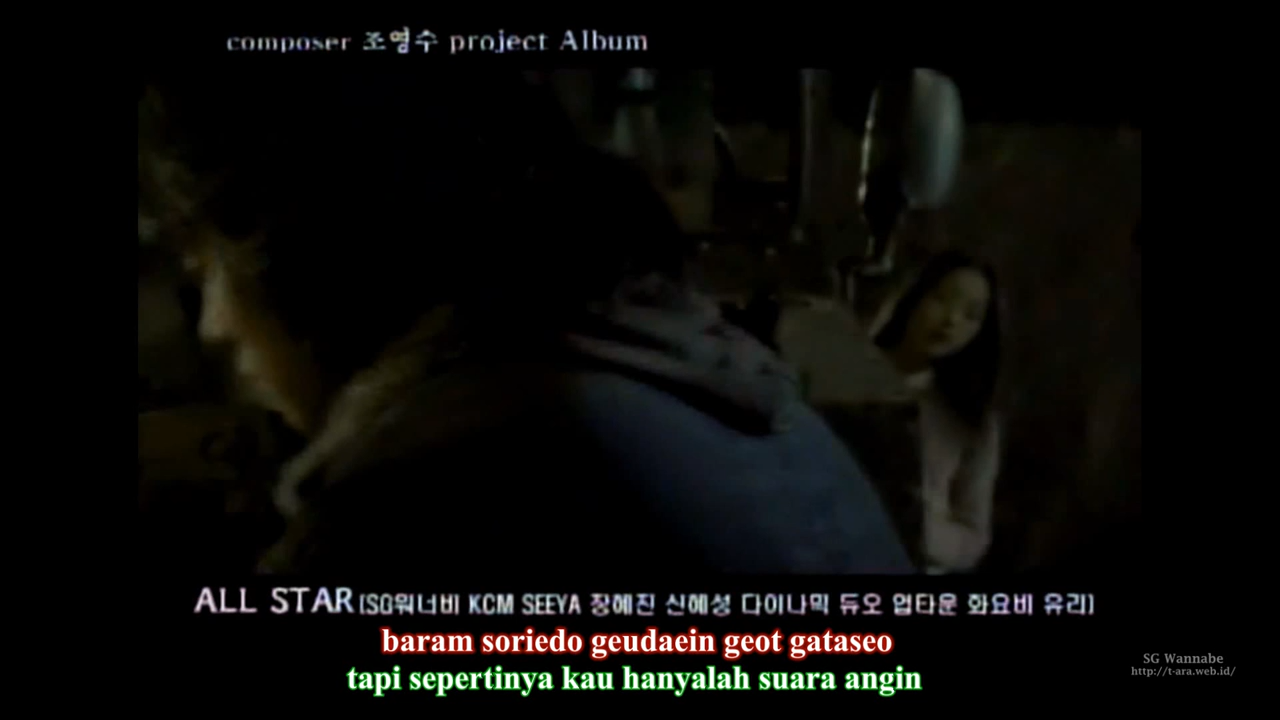 composer 조영수 project Album
ALL STAR [SG워너비 KCM SEEYA 장혜진 신혜성 다이나믹 듀오 업타운 화요비 유리]
baram soriedo geudaein geot gataseo
tapi sepertinya kau hanyalah suara angin
SG Wannabe
http://t-ara.web.id/